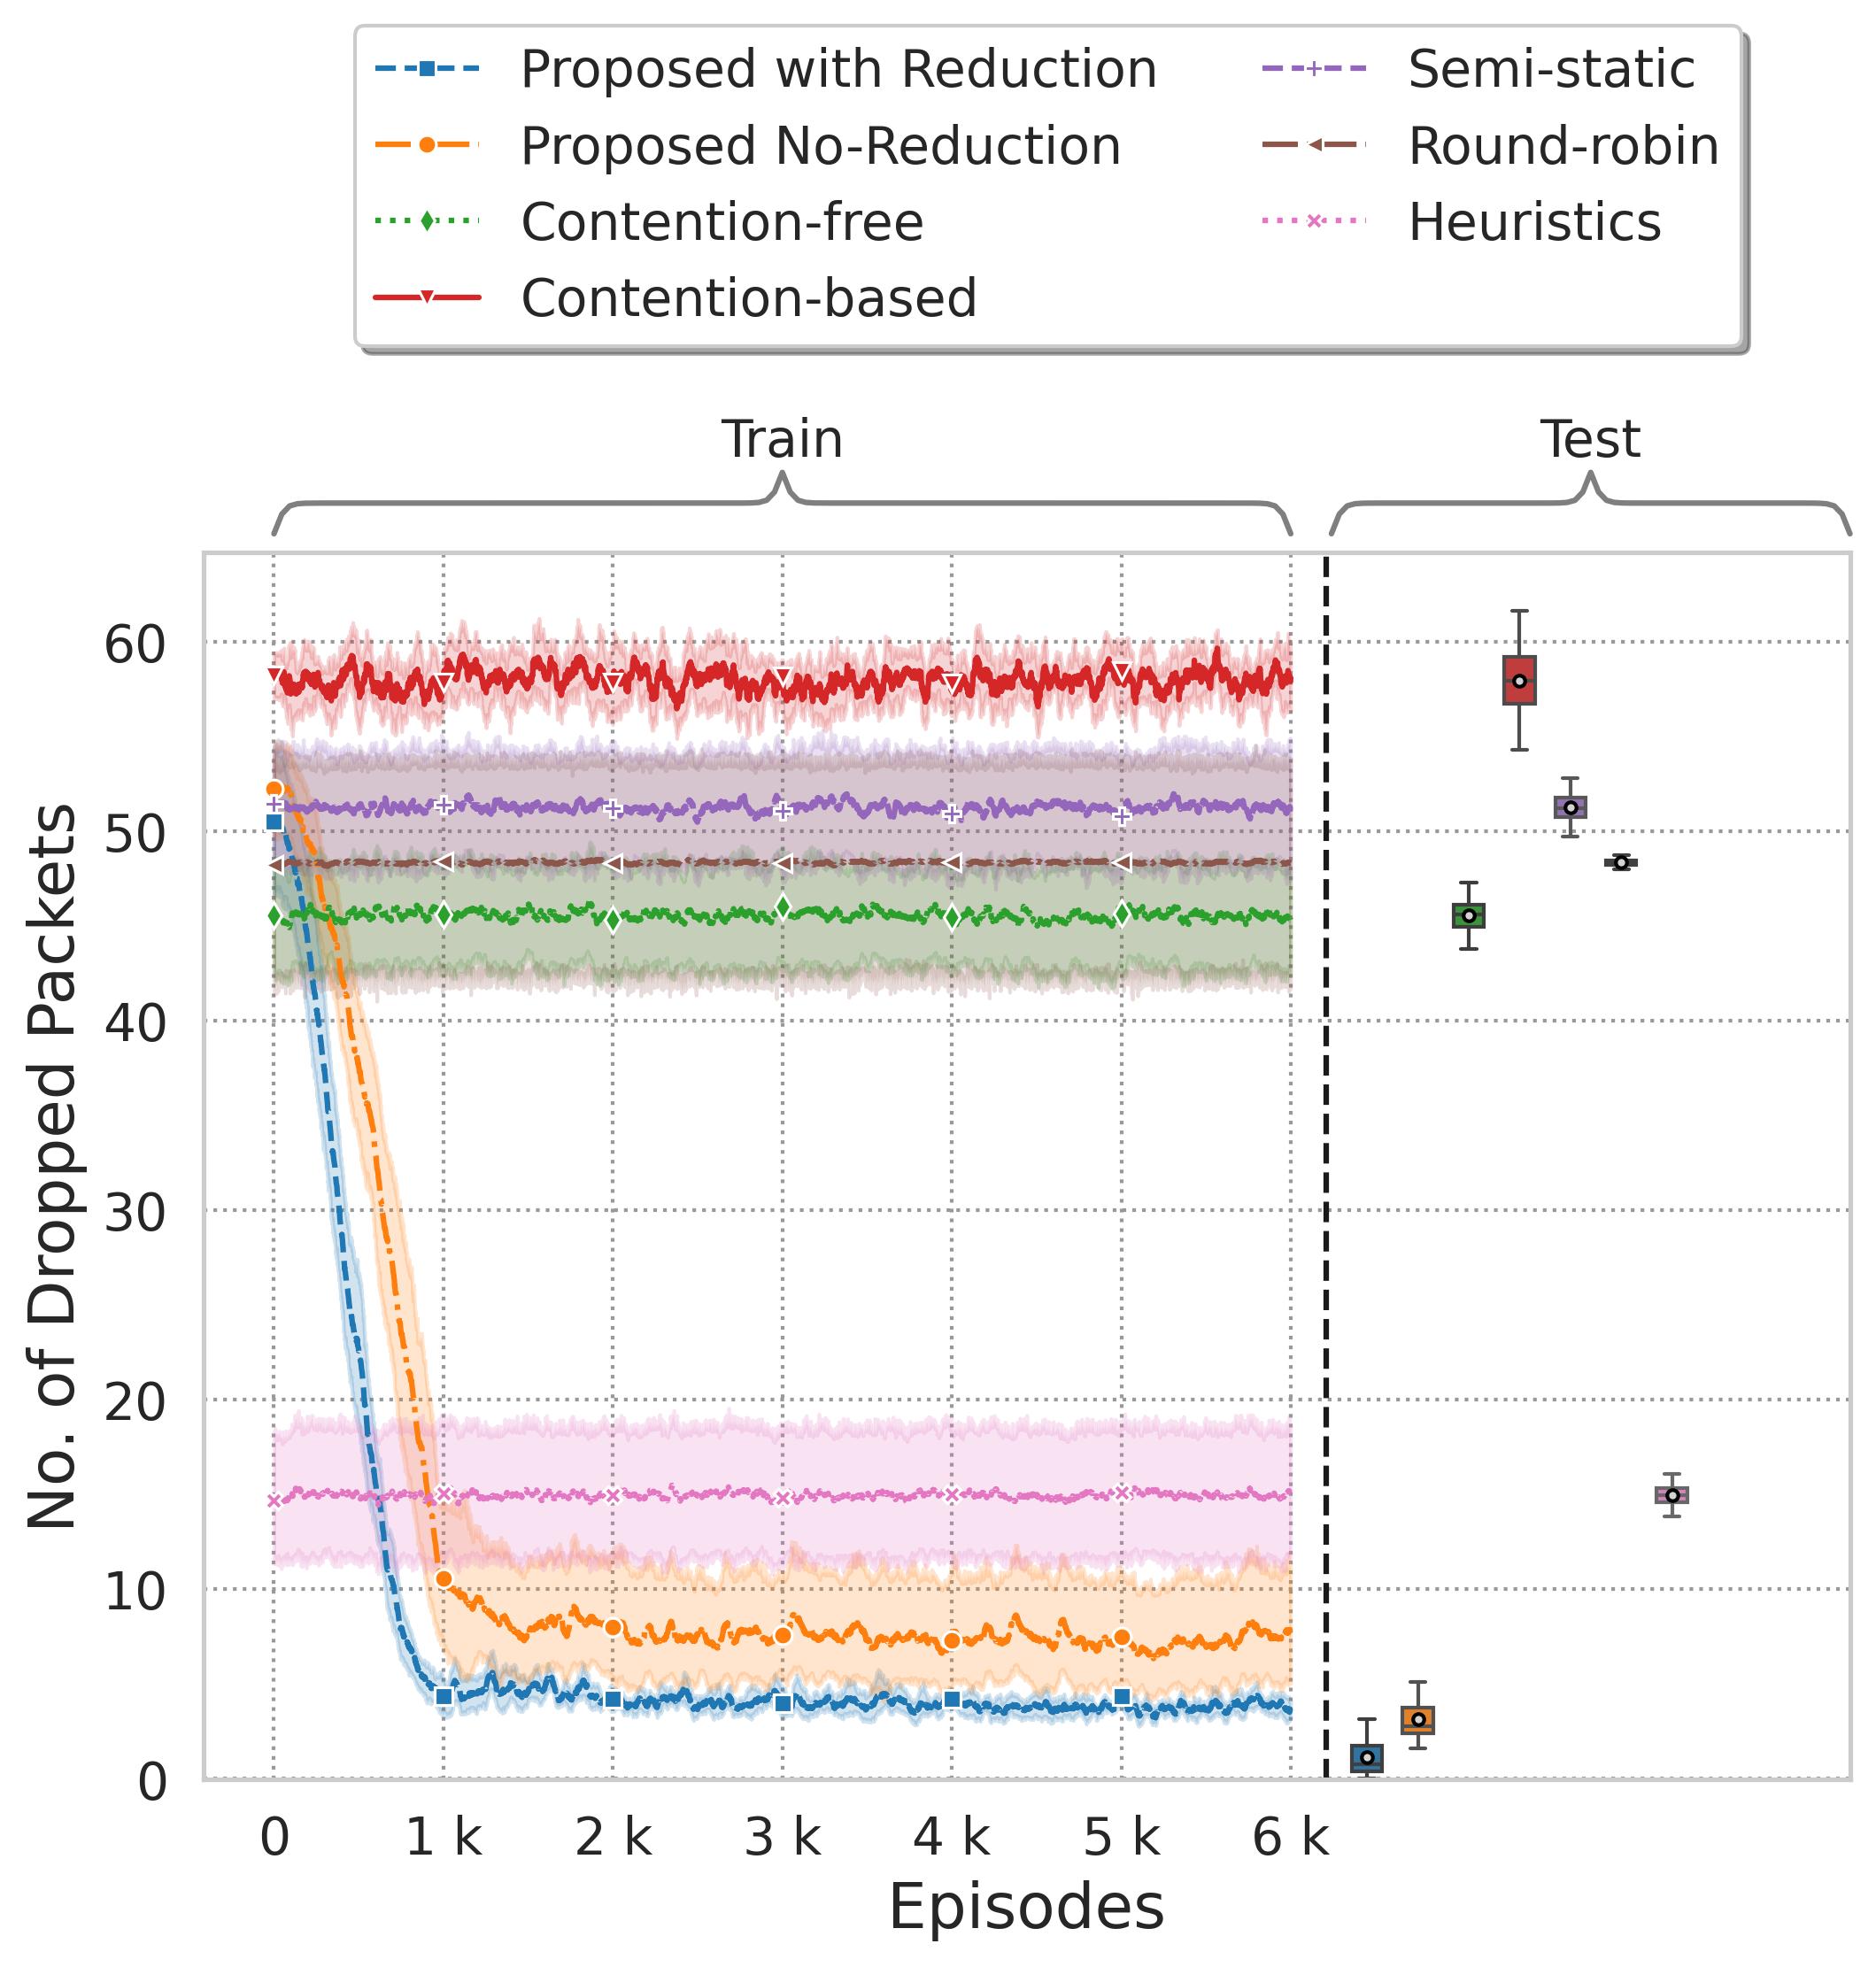 Proposed with Reduction
Proposed No-Reduction
Contention-free
Contention-based
Semi-static
Round-robin
Heuristics
Train
Test
No. of Dropped Packets
60
50
40
30
20
10
0
0 1 k 2 k 3 k 4 k 5 k 6 k
Episodes